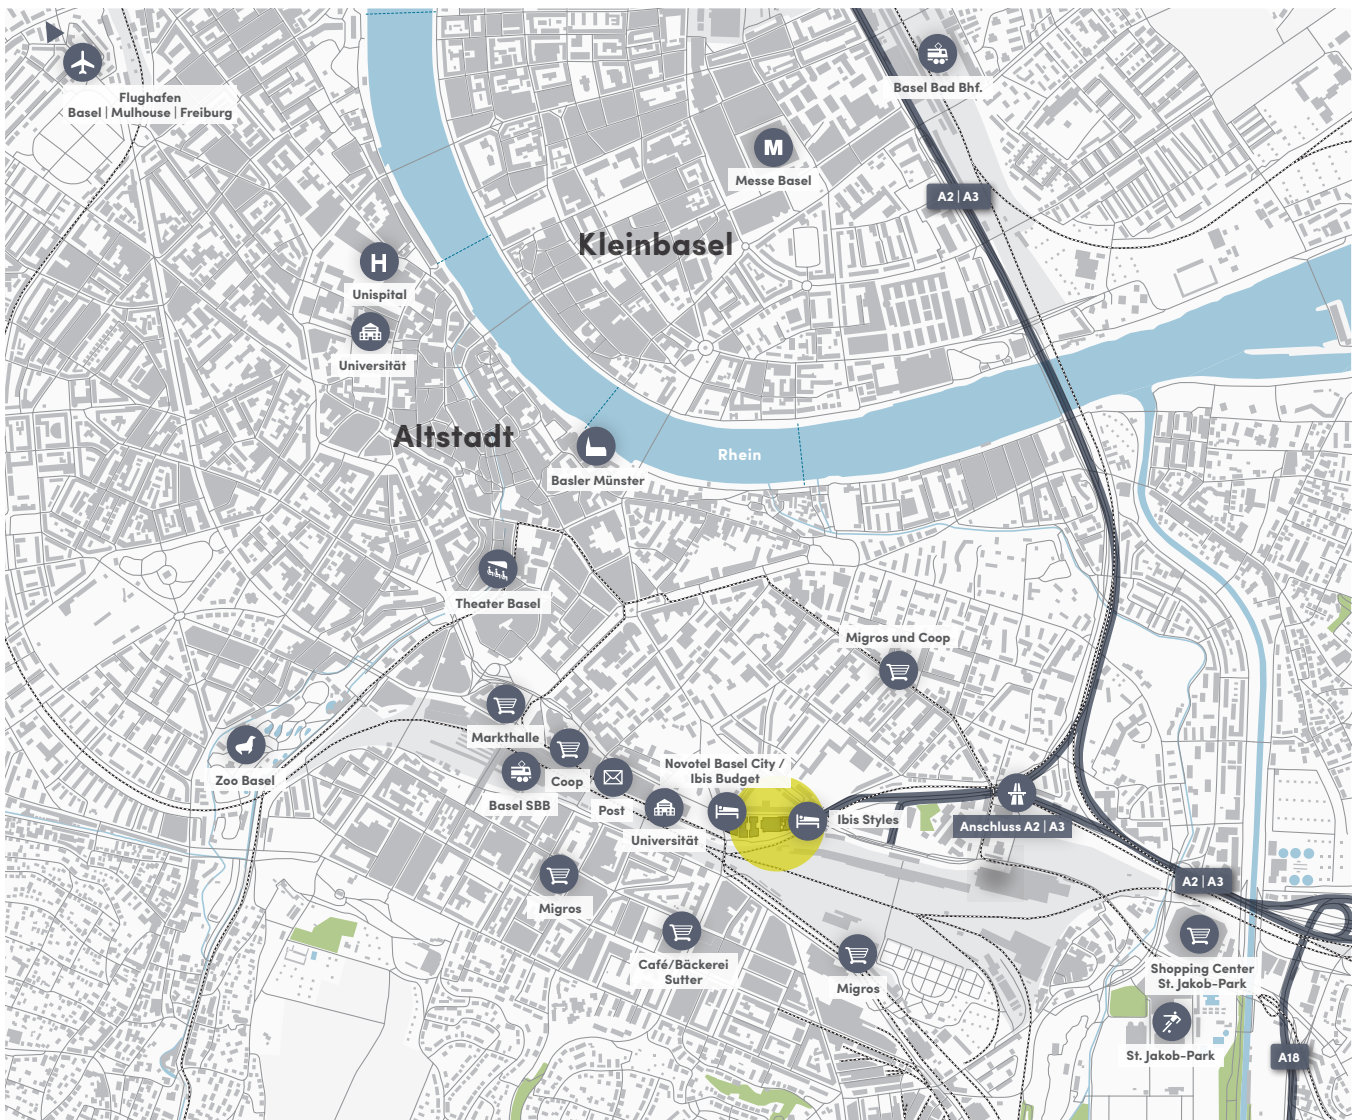 Basel Bad Bhf.
Flughafen
Basel | Mulhouse | Freiburg
M
Messe Basel
A2 | A3
Kleinbasel
H
Unispital
Universität
Altstadt
Rhein
Basler Münster
Theater Basel
Migros und Coop
Markthalle
Zoo Basel
Coop
Novotel Basel City /
Ibis Budget
Basel SBB
Post
Universität
Ibis Styles
Anschluss A2 | A3
A2 | A3
Migros
Café/Bäckerei
Sutter
Migros
Shopping Center
St. Jakob-Park
St. Jakob-Park
A18